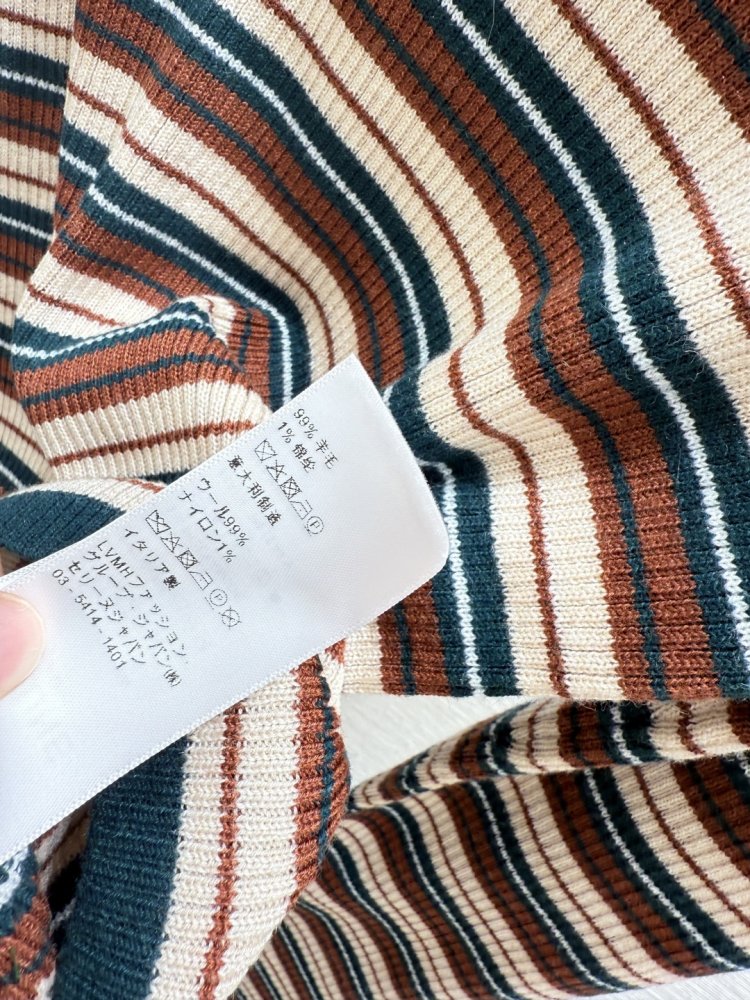 99% 羊毛
1% 锦纶
意大利制造
ウール99%
ナイロン1%
イタリア製
LVMHファッション
グループ・ジャパン㈱
セリーヌジャパン
03-5414-1401